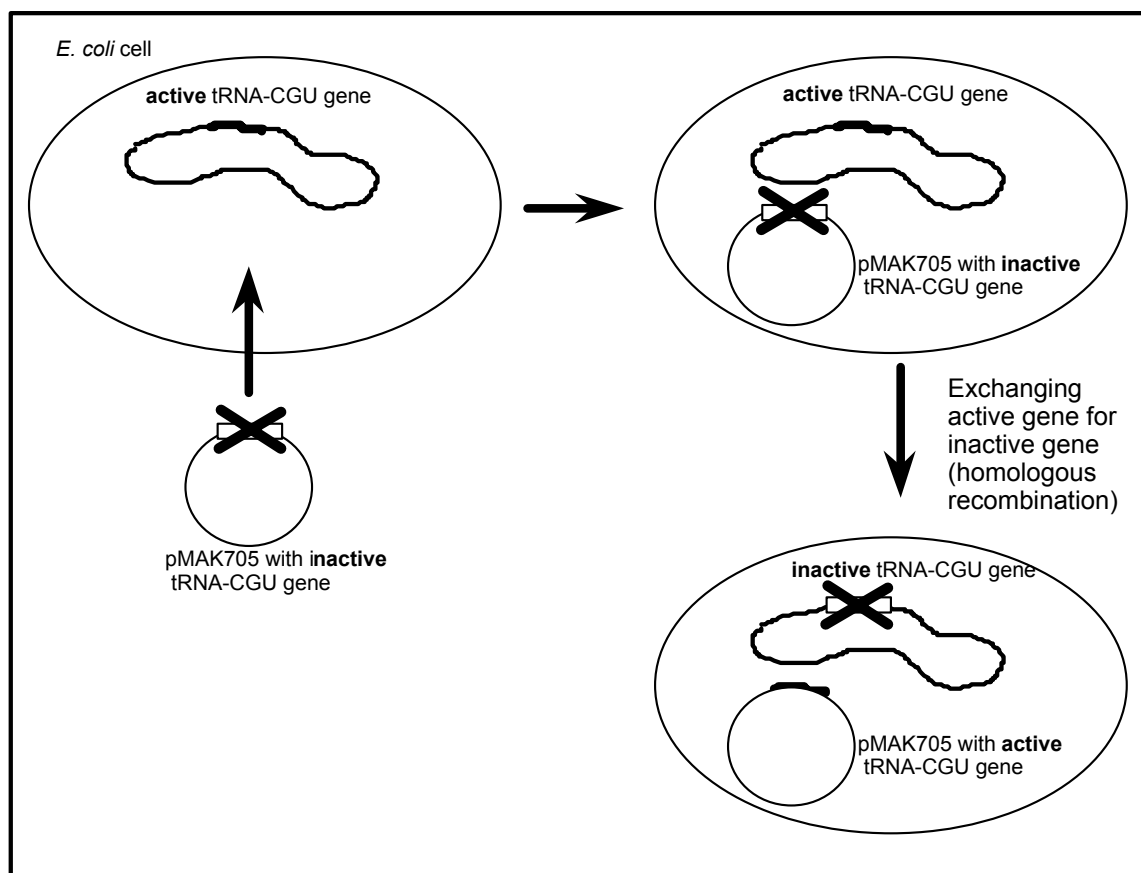 E. coli cell
active tRNA-CGU gene
active tRNA-CGU gene
pMAK705 with inactive
tRNA-CGU gene
pMAK705 with inactive
tRNA-CGU gene
Exchanging
active gene for
inactive gene
(homologous
recombination)
inactive tRNA-CGU gene
pMAK705 with active
tRNA-CGU gene